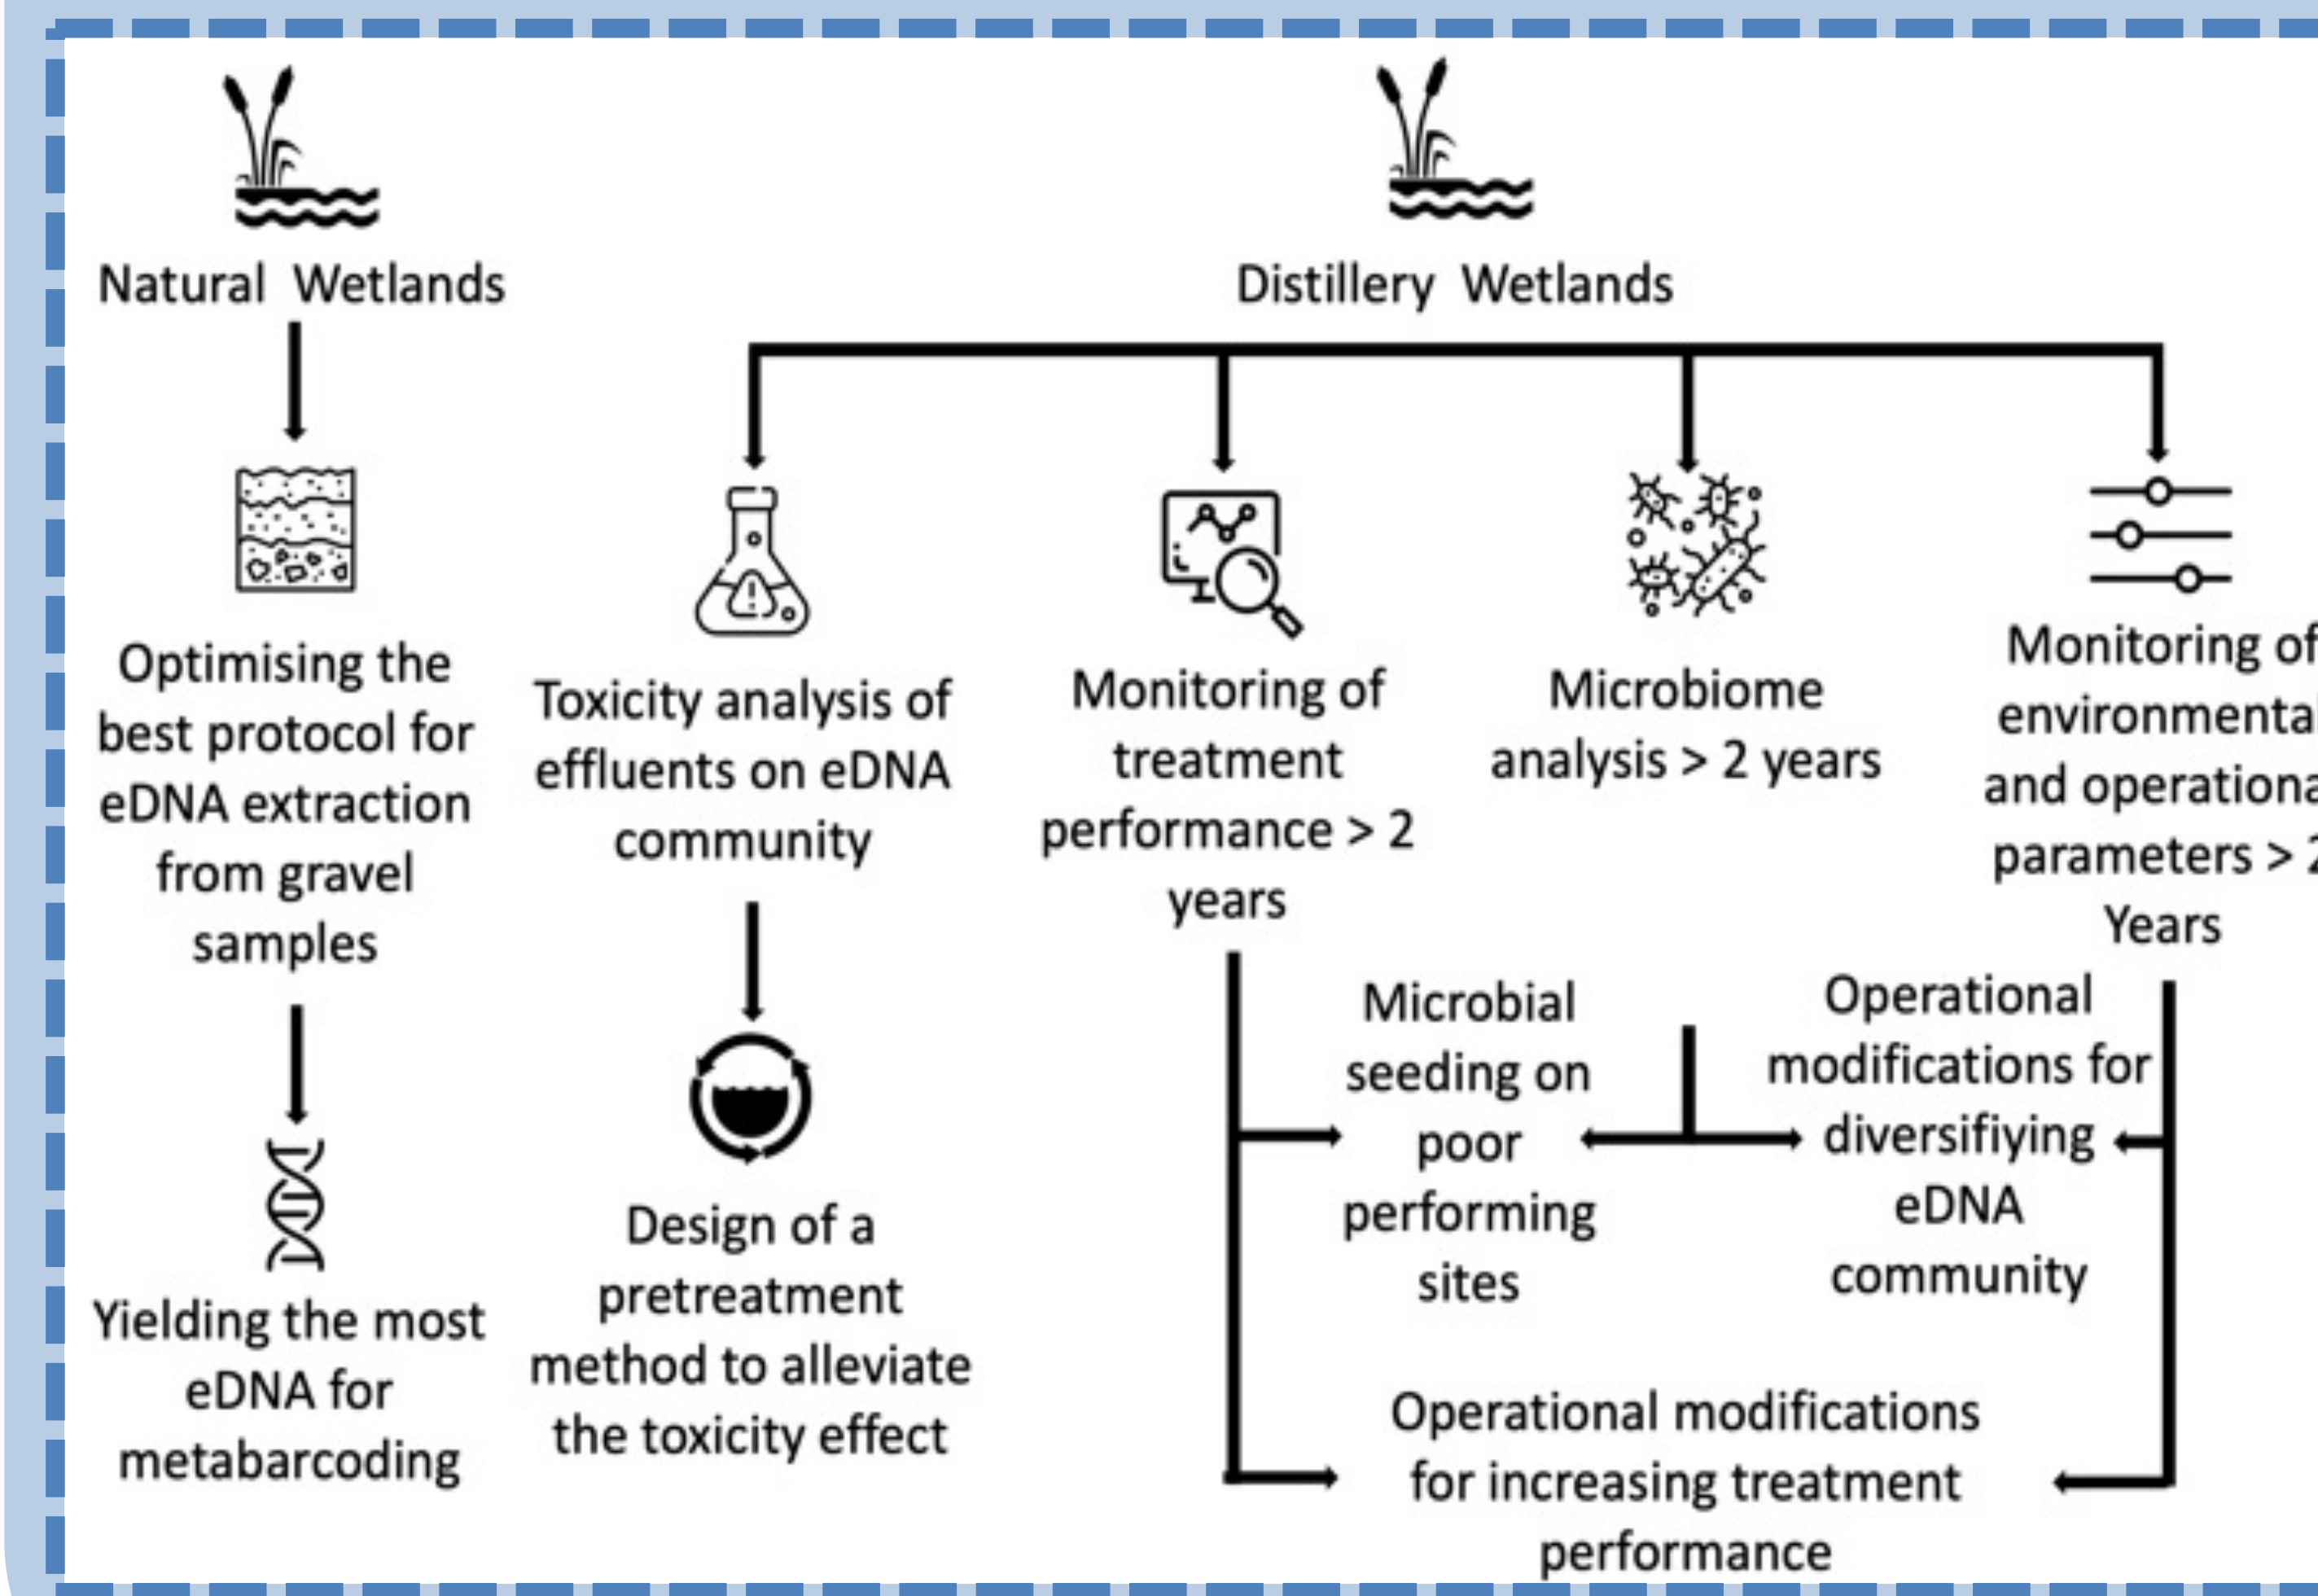 Natural Wetlands
Distillery Wetlands
Optimising the
best protocol for
eDNA extraction
from gravel
samples
Yielding the most
eDNA for
metabarcoding
Toxicity analysis of
effluents on eDNA
community
Design of a
pretreatment
method to alleviate
the toxicity effect
Monitoring of
treatment
performance > 2
years
Microbiome
analysis > 2 years
Monitoring of
environmental
and operationa
parameters > 2
Years
Microbial
seeding on
poor
performing
sites
Operational
modifications for
diversifiying
eDNA
community
Operational modifications
for increasing treatment
performance